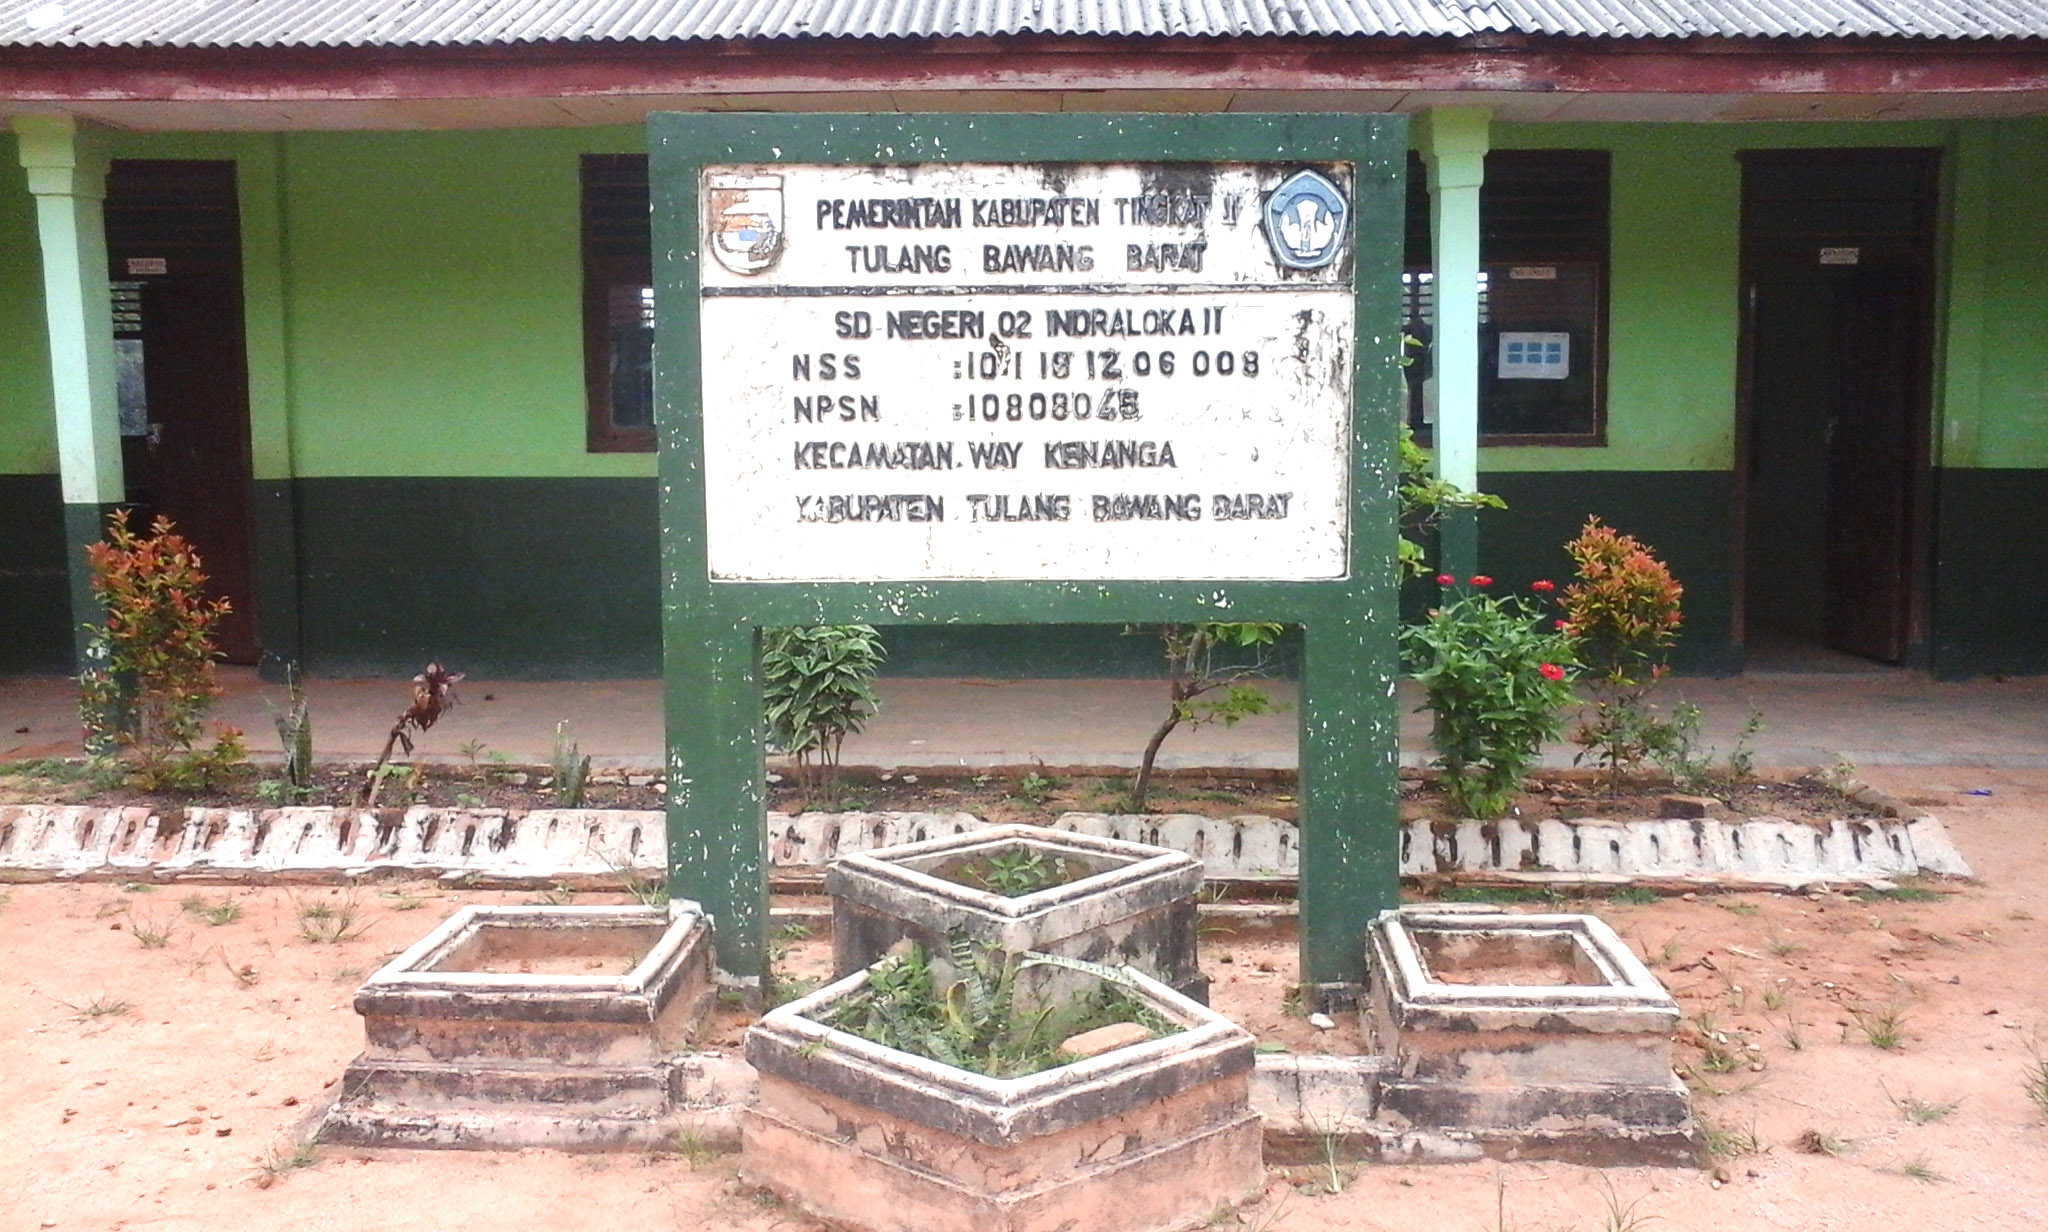 PEMERINTAH KABUPATEN TINGKAT II
TULANG BAWANG BARAT
SD NEGERI 02 INDRALOKA II
NSS :10 1 18 12 06 008
NPSN :10808045
KECAMATAN.WAY KENANGA
KABUPATEN TULANG BAWANG BARAT